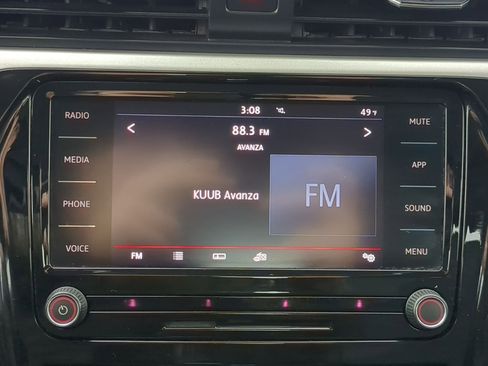 3:08 49 °F
RADIO
88.3 FM
MUTE
AVANZA
MEDIA
APP
KUUB Avanza
FM
PHONE
SOUND
VOICE
FM
MENU